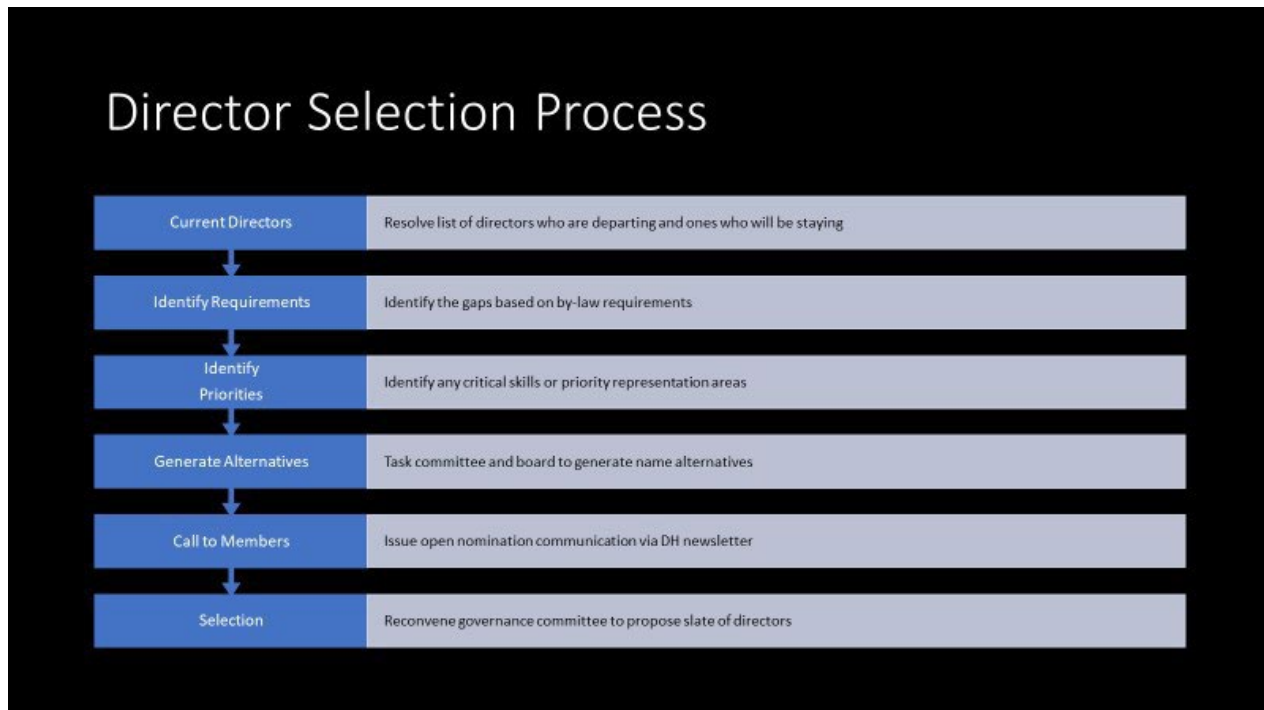 Director Selection Process
Current Directors
Resolve list of directors who are departing and ones who will be staying
Identify Requirements
Identify the gaps based on by-law requirements
Identify
Priorities
Identify any critical skills or priority representation areas
Generate Alternatives
Task committee and board to generate name alternatives
Call to Members
Issue open nomination communication via DH newsletter
Selection
Reconvene governance committee to propose slate of directors